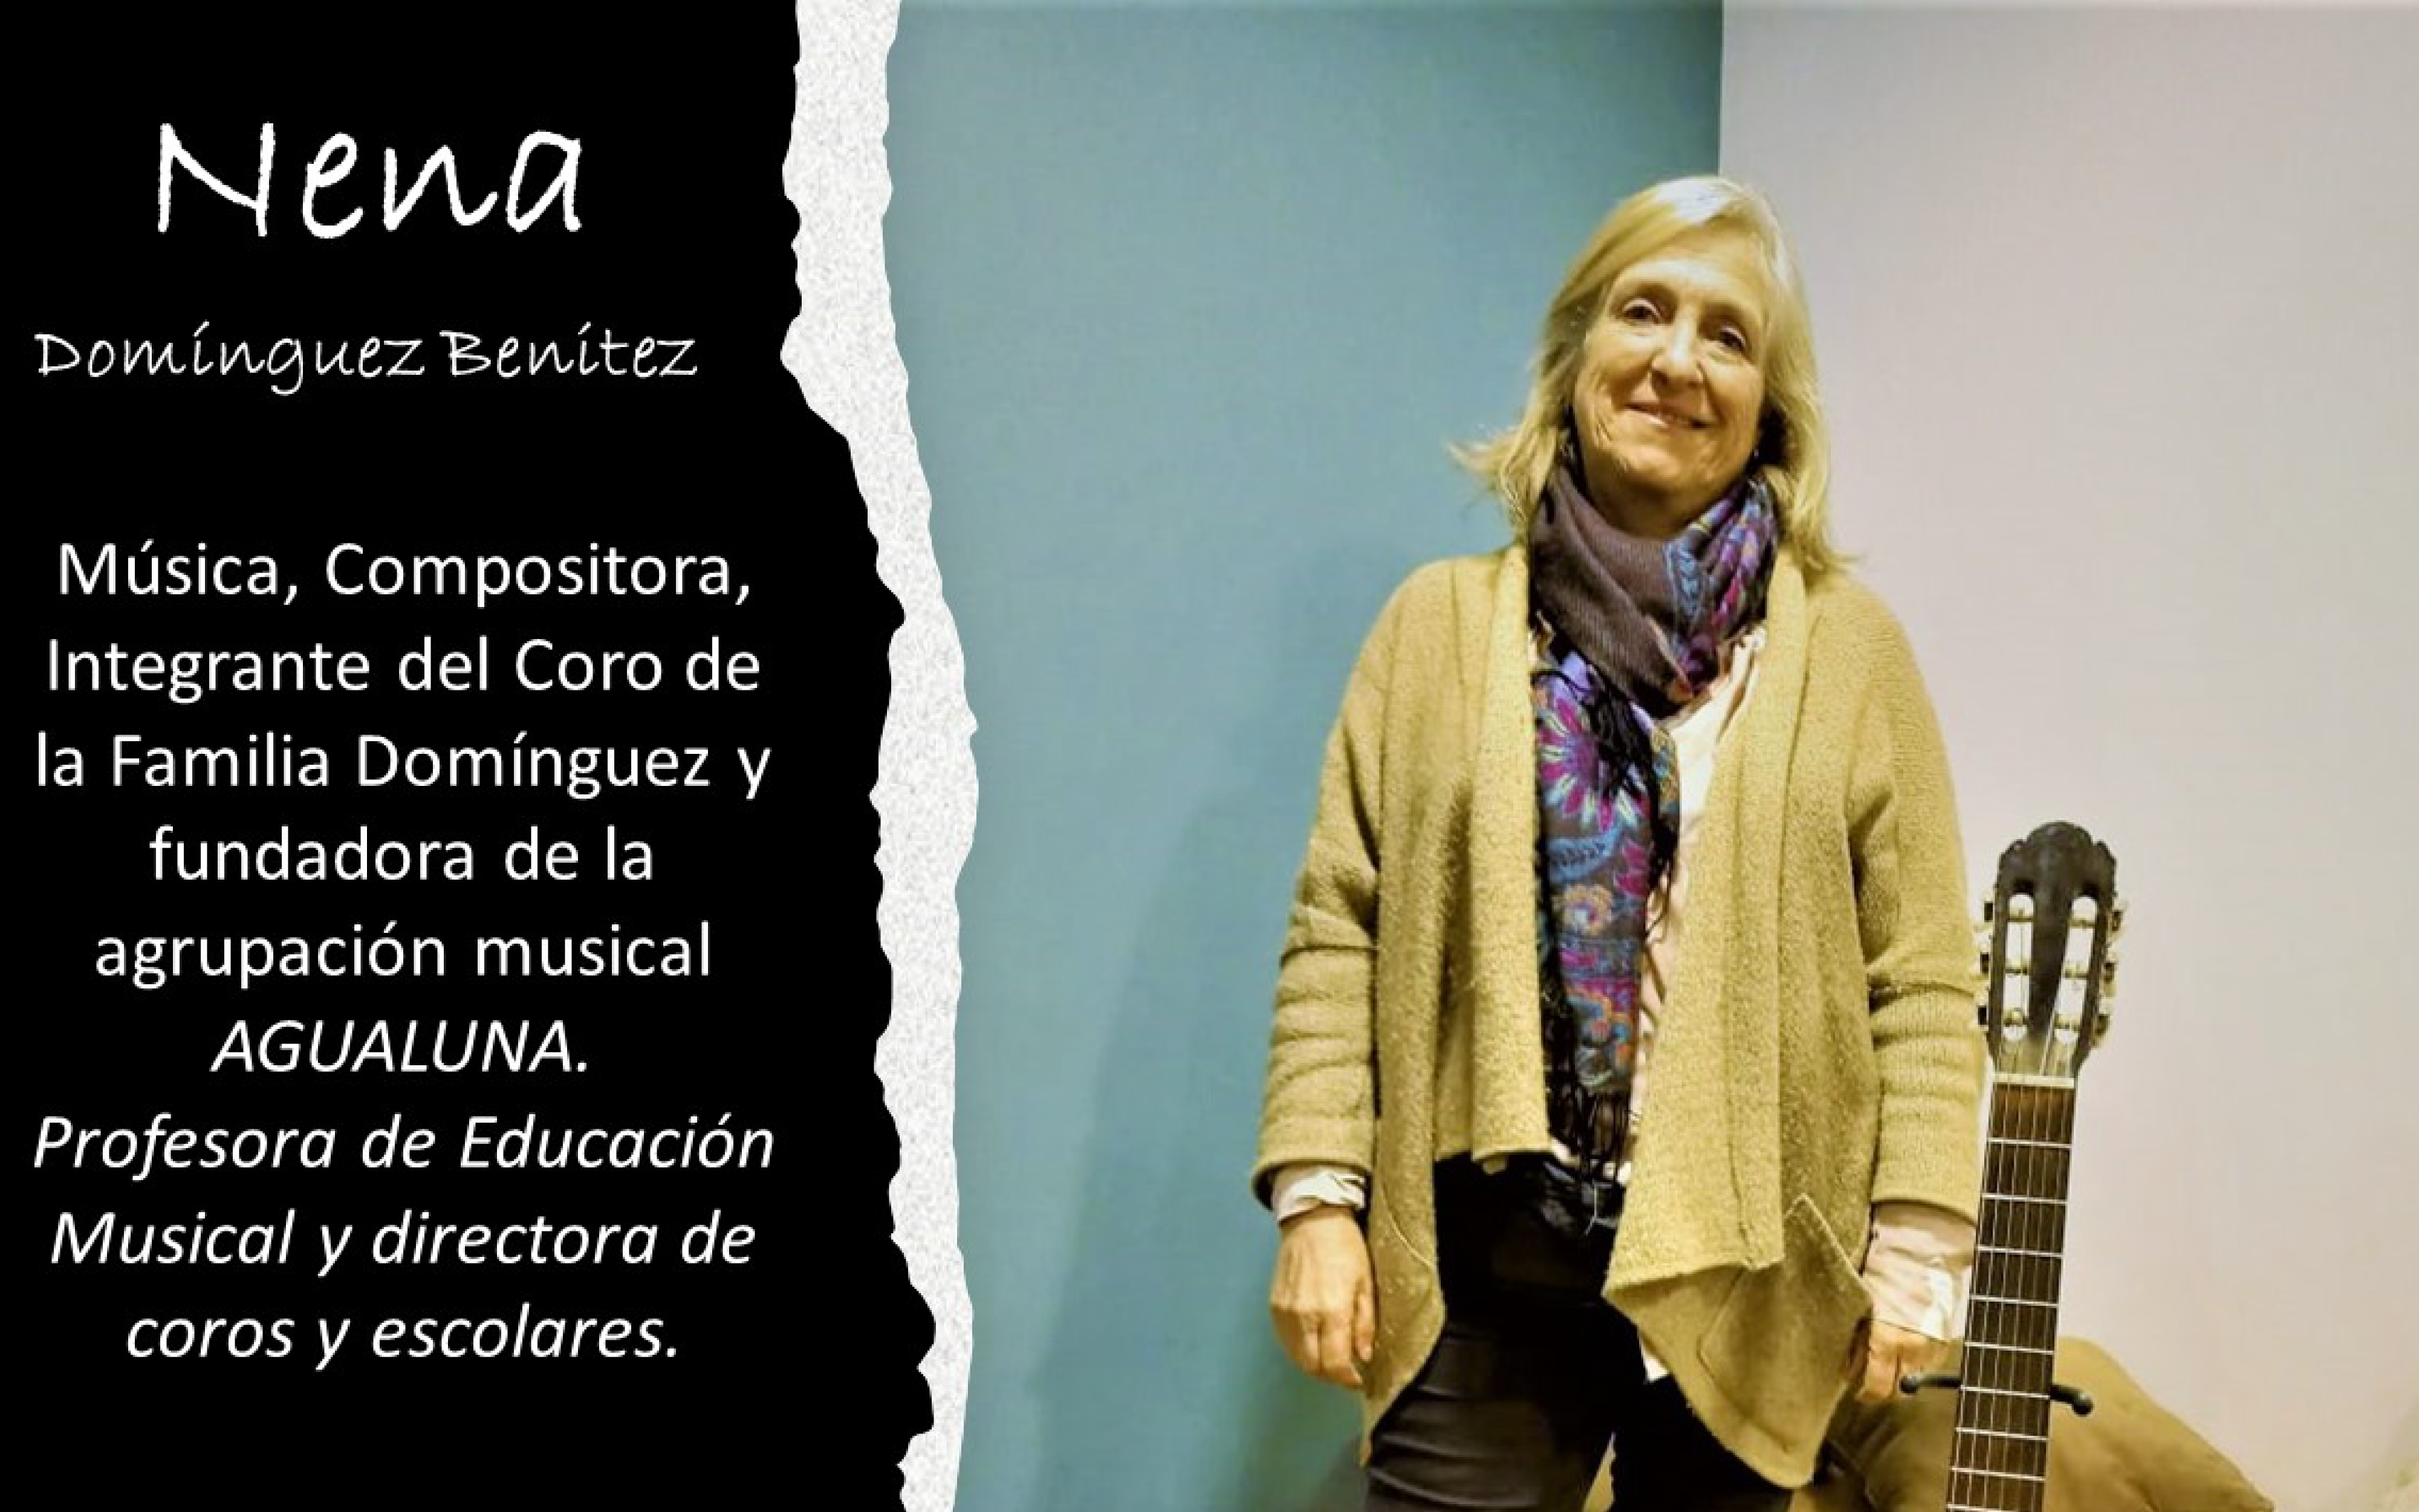 Nena
Domínguez Benítez
Música, Compositora,
Integrante del Coro de
la Familia Domínguez y
fundadora de la
agrupación musical
AGUALUNA.
Profesora de Educación
Musical y directora de
coros y escolares.